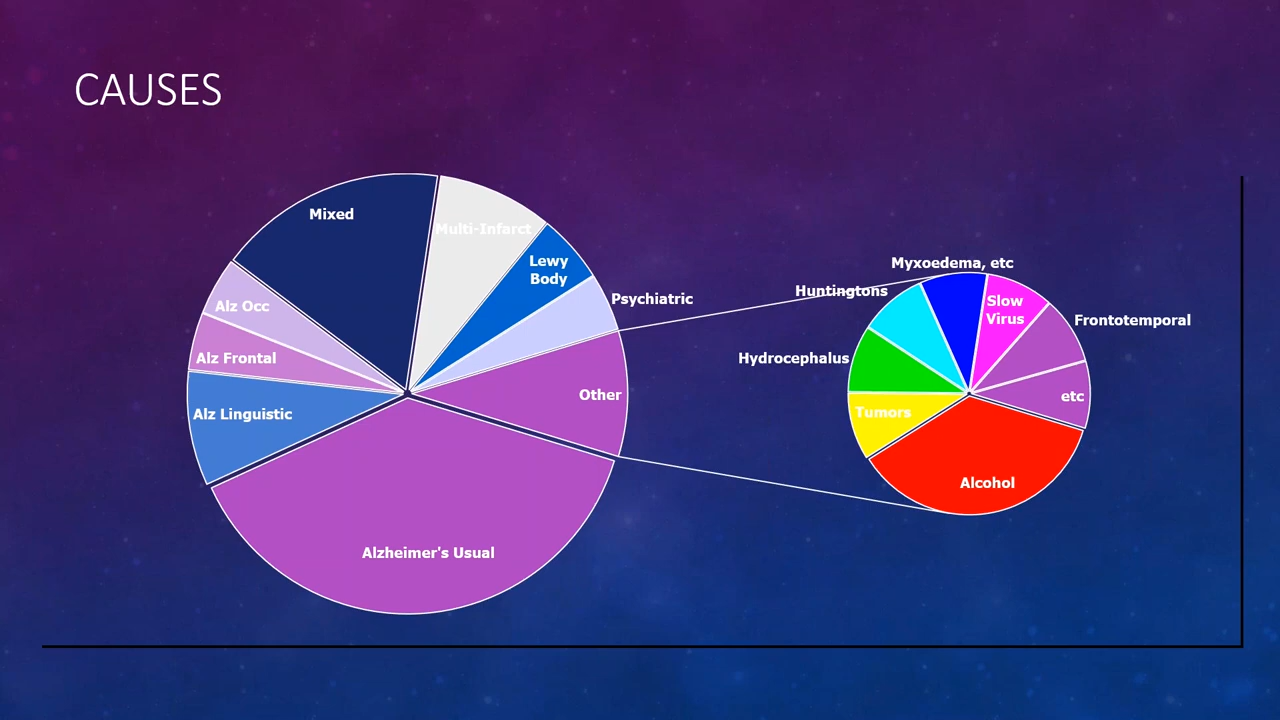 CAUSES
Mixed
Multi-Infarct
Lewy
Body
Psychiatric
Other
Alz Occ
Alz Frontal
Alz Linguistic
Alzheimer's Usual
Myxoedema, etc
Huntingtons
Slow
Virus
Frontotemporal
Hydrocephalus
etc
Tumors
Alcohol